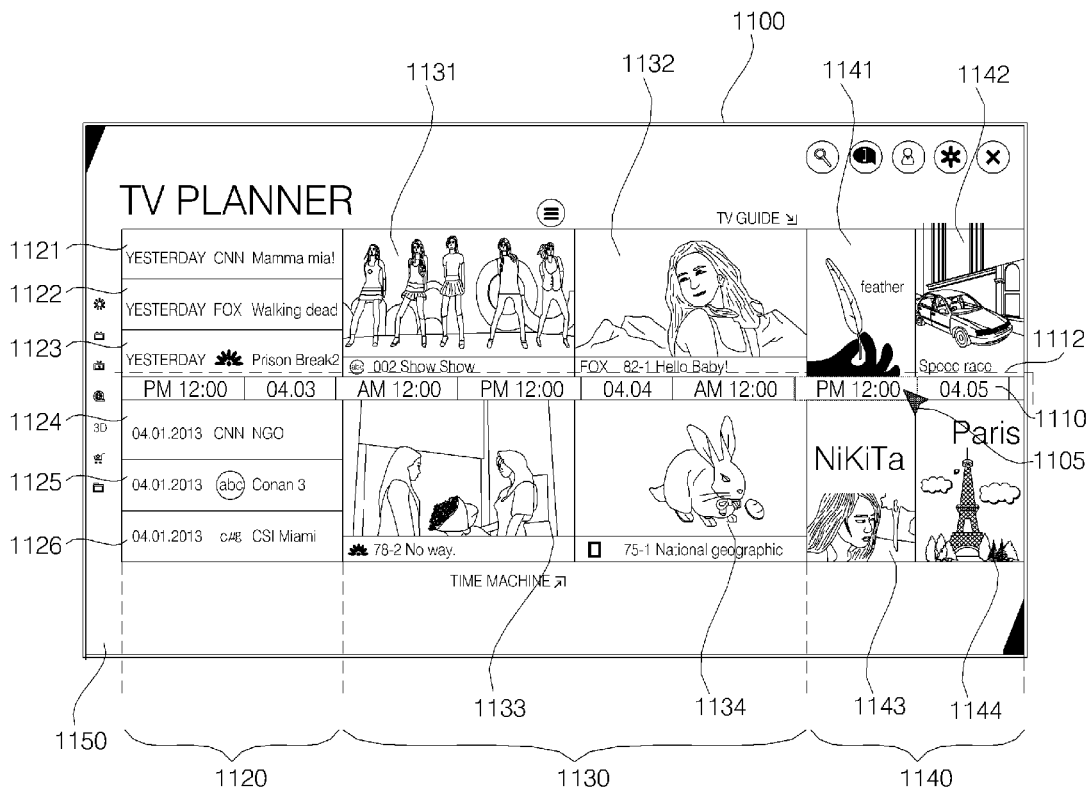 1100
1131
1132
1141
1142
TV PLANNER
TV GUIDE
1121
YESTERDAY CNN Mamma mia!
feather
1122
YESTERDAY FOX Walking dead
1112
1123
YESTERDAY Prison Break2
abc 002 Show Show
FOX 82-1 Hello Baby!
Speed race
PM 12:00 04.03 AM 12:00 PM 12:00 04.04 AM 12:00 PM 12:00 04.05
1110
1124
3D
04.01.2013 CNN NGO
Paris
1105
NiKiTa
1125
04.01.2013 abc Conan 3
1126
04.01.2013 CSI Miami
78-2 No way.
75-1 National geographic
TIME MACHINE
1133
1134
1143
1144
1150
1120
1130
1140